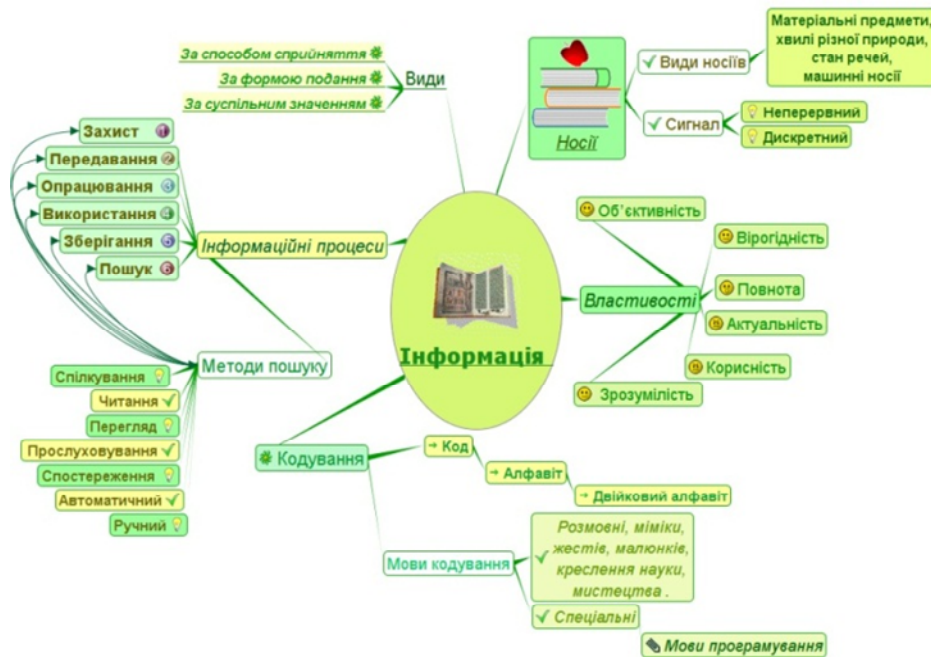 За способом сприйняття
За формою подання
За суспільним значенням
Види
Носії
Види носіїв
Матеріальні предмети,
хвилі різної природи,
стан речей,
машинні носії
Сигнал
Неперервний
Дискретний
Захист
Передавання
Опрацювання
Використання
Зберігання
Пошук
Інформаційні процеси
Методи пошуку
Спілкування
Читання
Перегляд
Прослуховування
Спостереження
Автоматичний
Ручний
Інформація
Властивості
Об'єктивність
Вірогідність
Повнота
Актуальність
Корисність
Зрозумілість
Кодування
Код
Алфавіт
Двійковий алфавіт
Мови кодування
Розмовні, міміки,
жестів, малюнків,
креслення науки,
мистецтва .
Спеціальні
Мови програмування